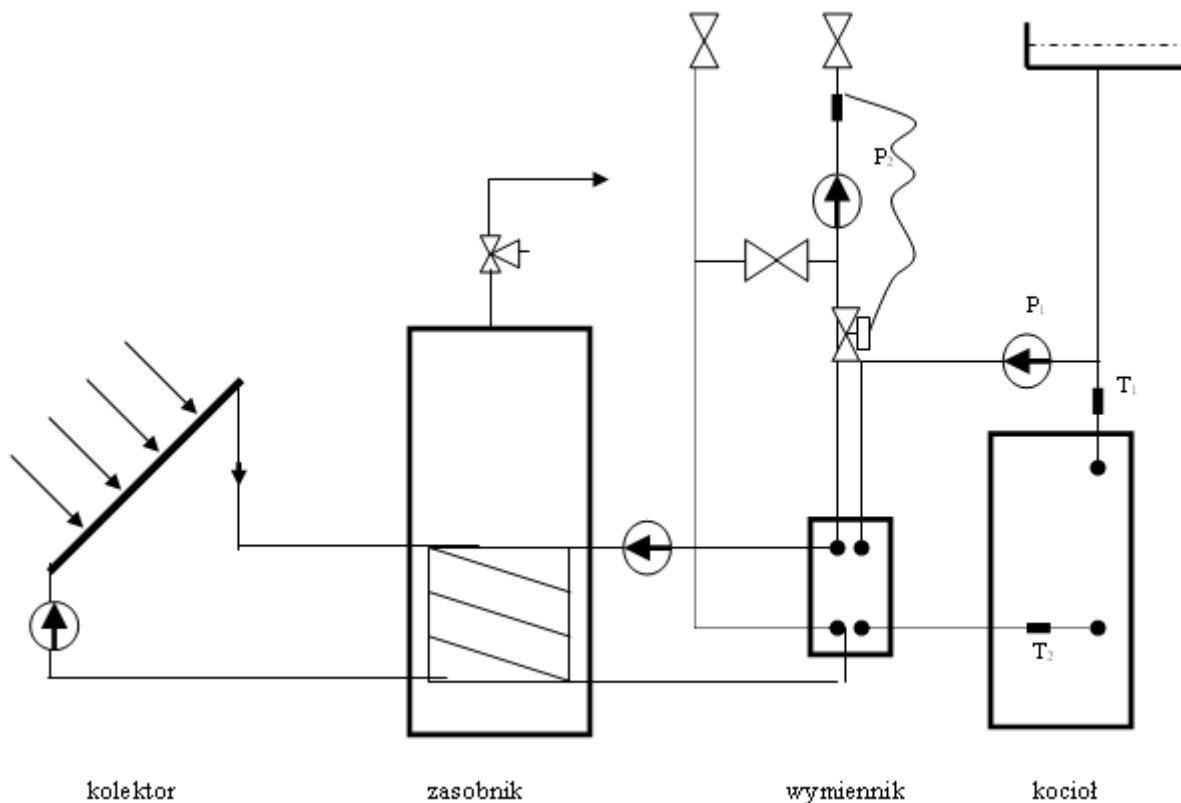 P₂
P₁
T₁
T₂
kolektor zasobnik wymiennik kocioł